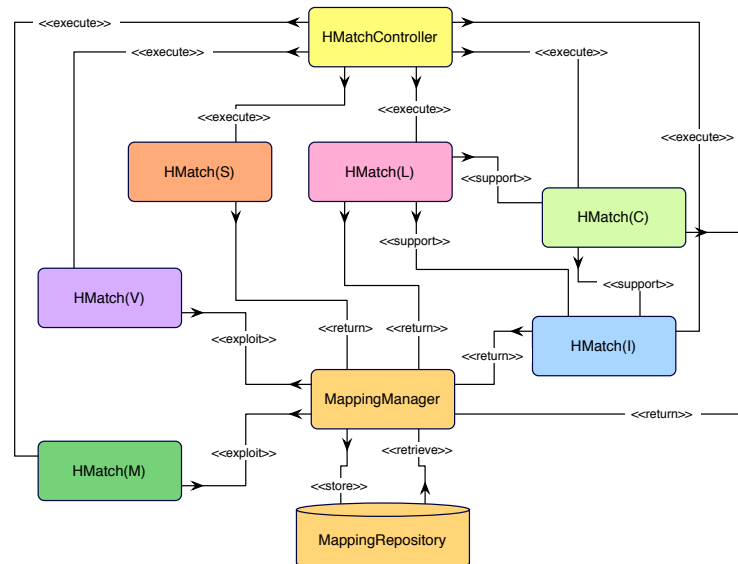 <<execute>>
HMatchController
<<execute>>
<<execute>>
<<execute>>
<<execute>>
<<execute>>
HMatch(S)
HMatch(L)
<<support>>
HMatch(C)
<<support>>
<<support>>
HMatch(V)
<<exploit>>
<<return>
<<return>>
<<return>>
HMatch(I)
MappingManager
<<return>>
HMatch(M)
<<exploit>>
<<retrieve>>
<<store>>
MappingRepository